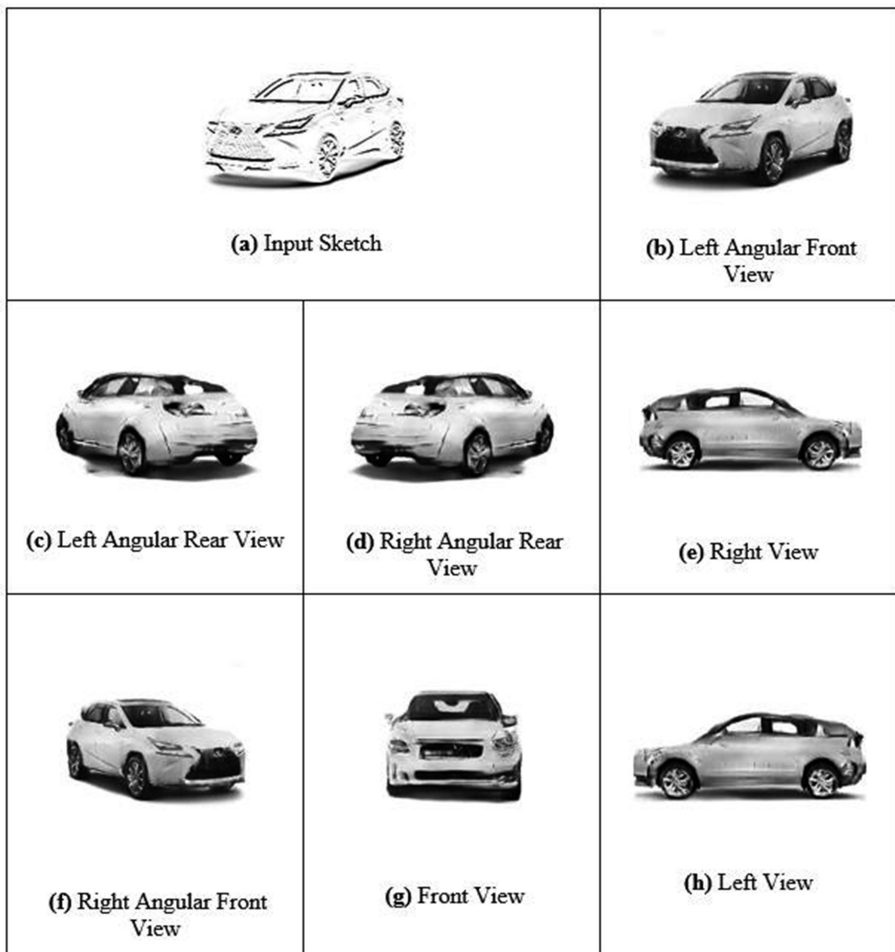 (a) Input Sketch
(b) Left Angular Front
View
(c) Left Angular Rear View
(d) Right Angular Rear
View
(e) Right View
(f) Right Angular Front
View
(g) Front View
(h) Left View